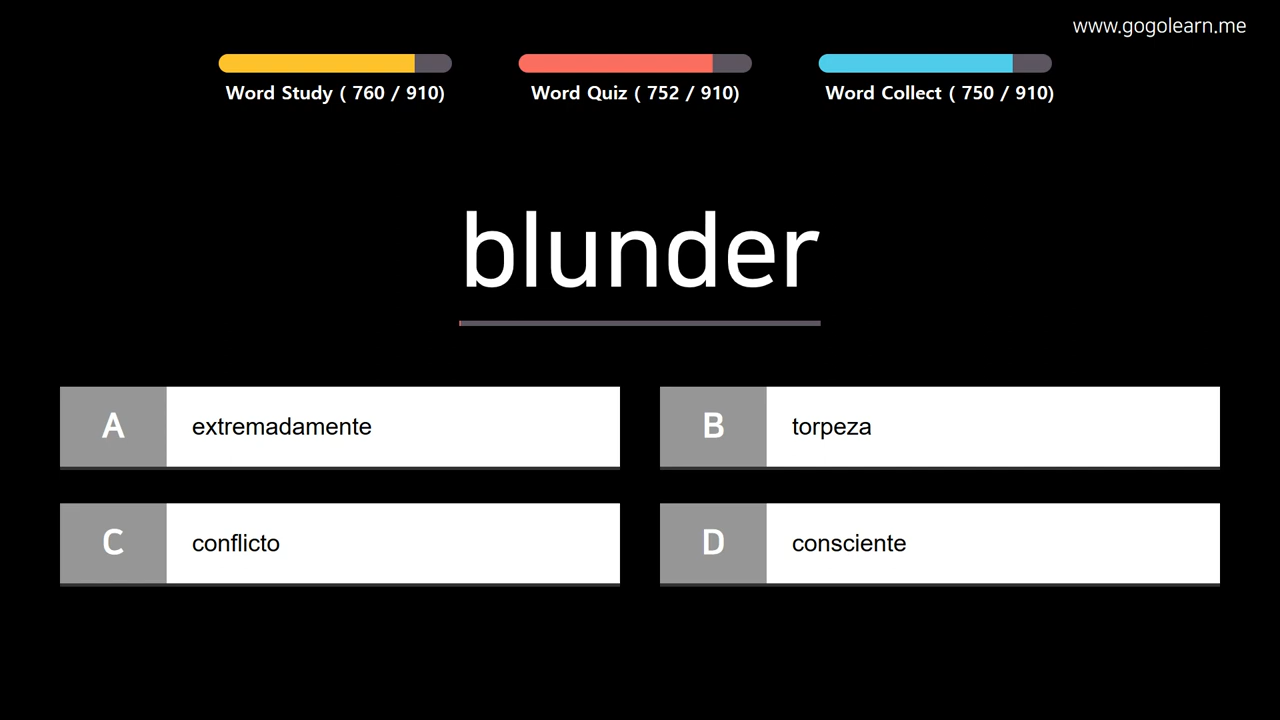 www.gogolearn.me
Word Study ( 760 / 910)
Word Quiz ( 752 / 910)
Word Collect ( 750 / 910)
blunder
A extremadamente
B torpeza
C conflicto
D consciente